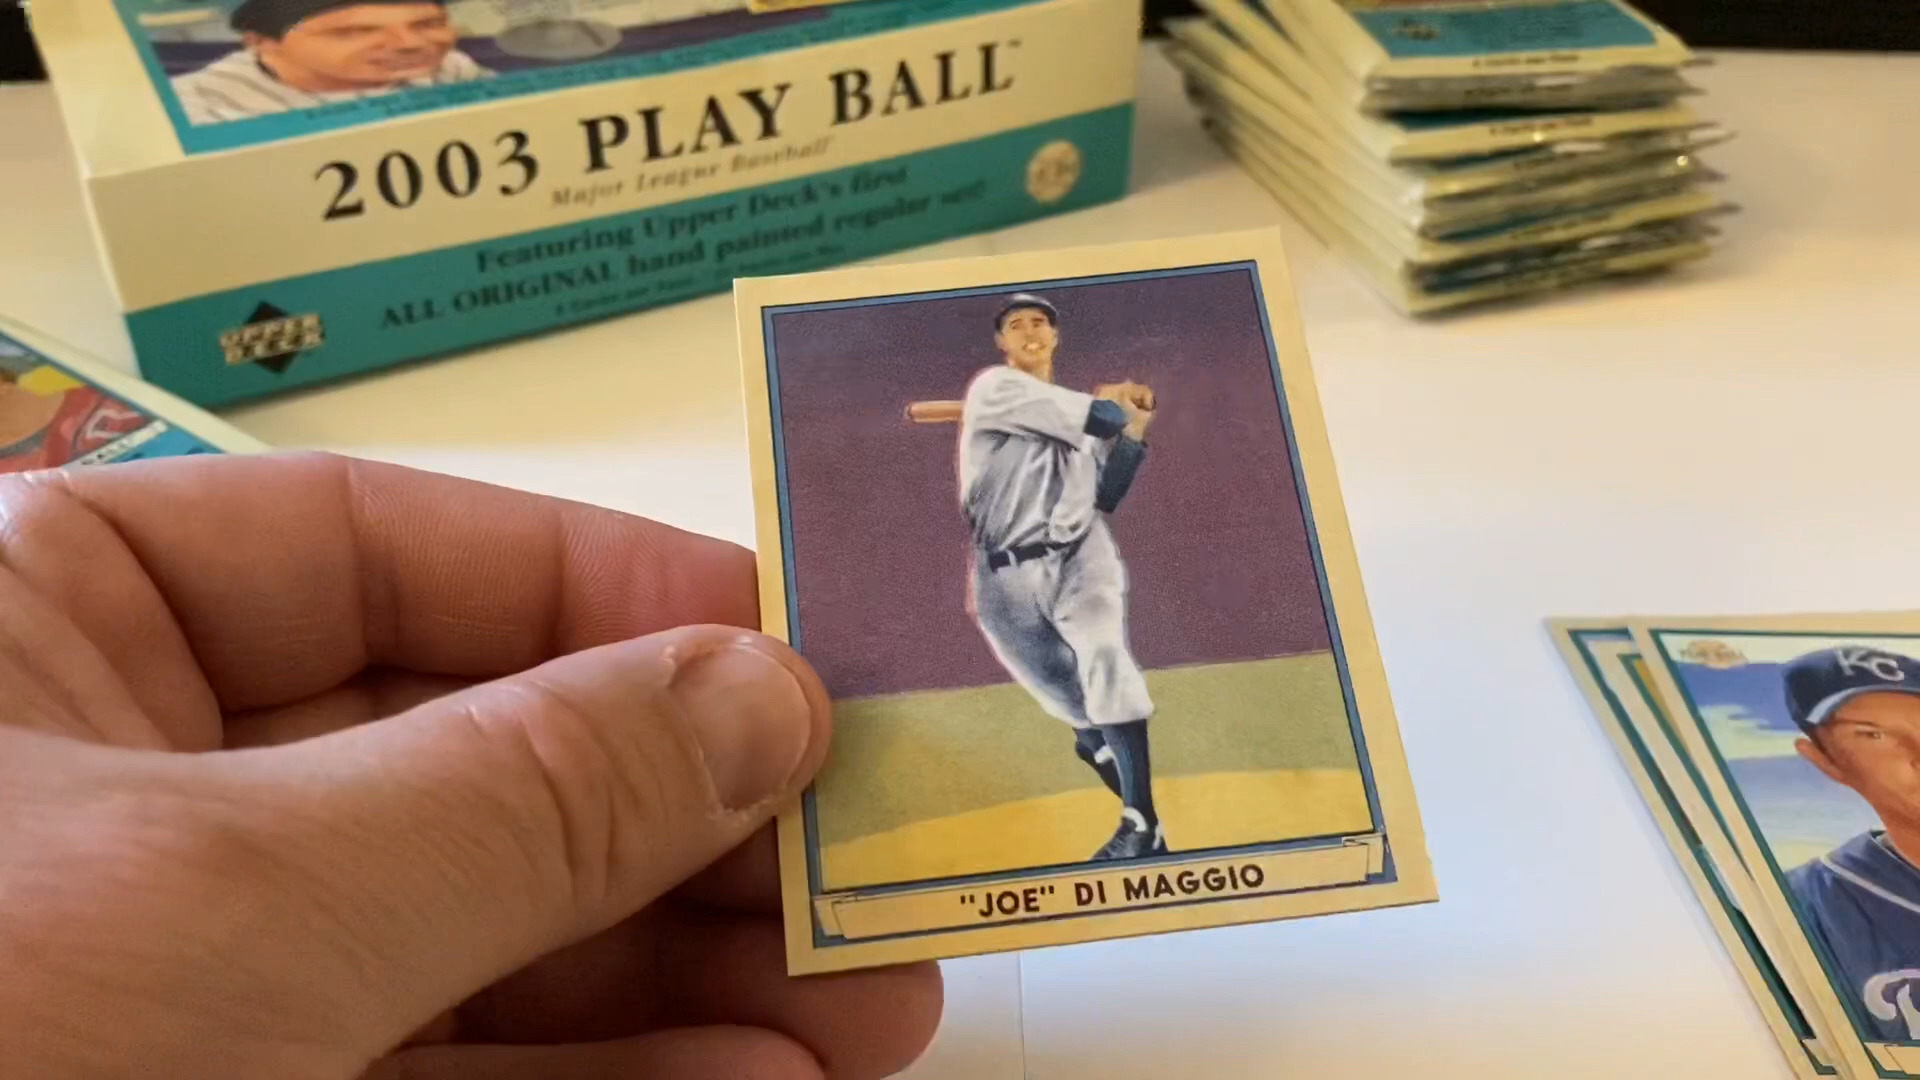 2003 PLAY BALL™
Major League Baseball
Featuring Upper Deck's first
ALL ORIGINAL hand painted regular set!
UPPER
DECK
"JOE" DI MAGGIO
KC